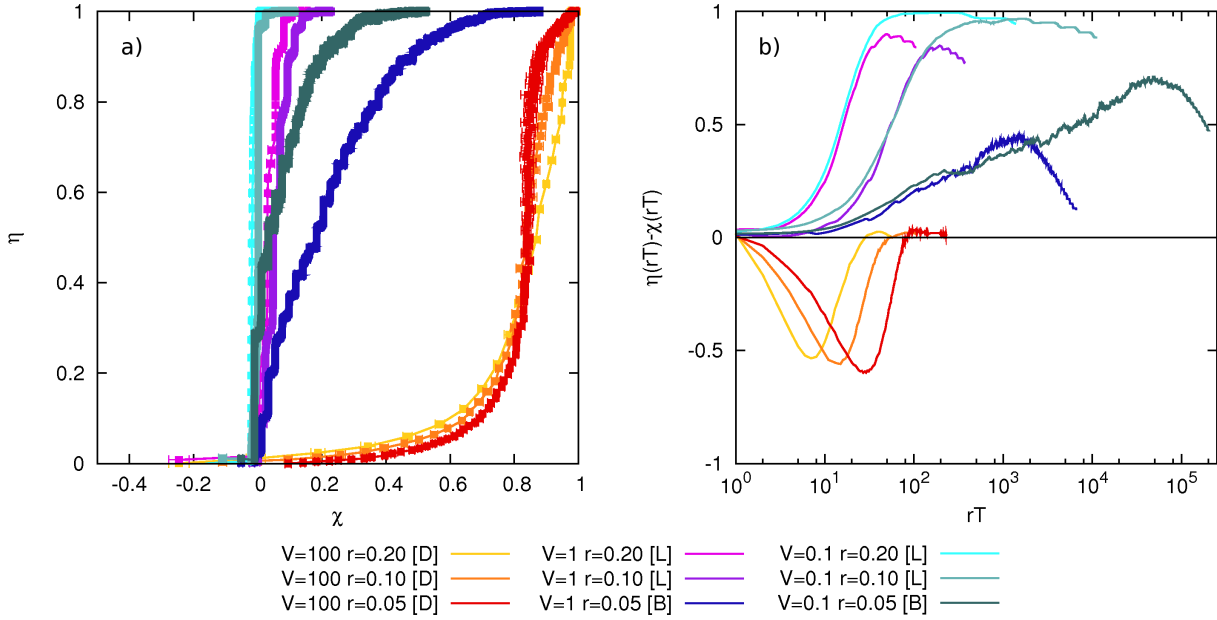 a)
1
0.8
0.6
0.4
0.2
0
η
-0.4 -0.2 0 0.2 0.4 0.6 0.8 1
χ
b)
1
0.5
0
-0.5
-1
η(rT)-χ(rT)
10^0 10^1 10^2 10^3 10^4 10^5
rT
V=100 r=0.20 [D] V=1 r=0.20 [L] V=0.1 r=0.20 [L]
V=100 r=0.10 [D] V=1 r=0.10 [L] V=0.1 r=0.10 [L]
V=100 r=0.05 [D] V=1 r=0.05 [B] V=0.1 r=0.05 [B]